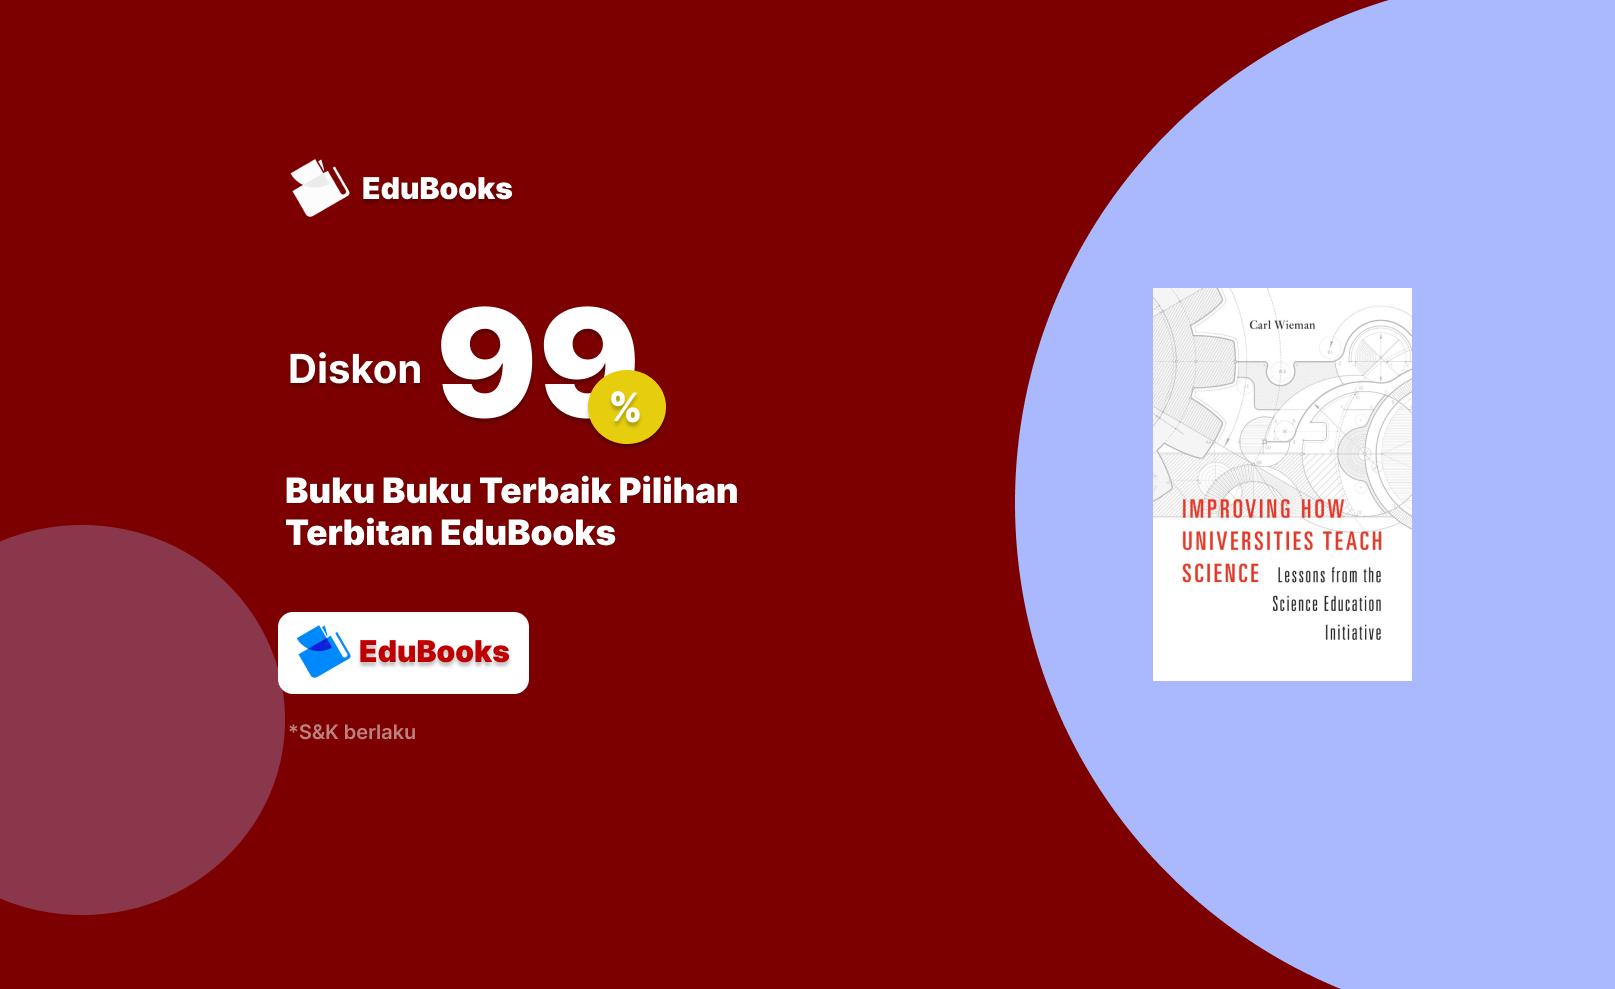 EduBooks
Diskon 99%
Buku Buku Terbaik Pilihan
Terbitan EduBooks
EduBooks
*S&K berlaku
Carl Wieman
IMPROVING HOW
UNIVERSITIES TEACH
SCIENCE Lessons from the
Science Education
Initiative